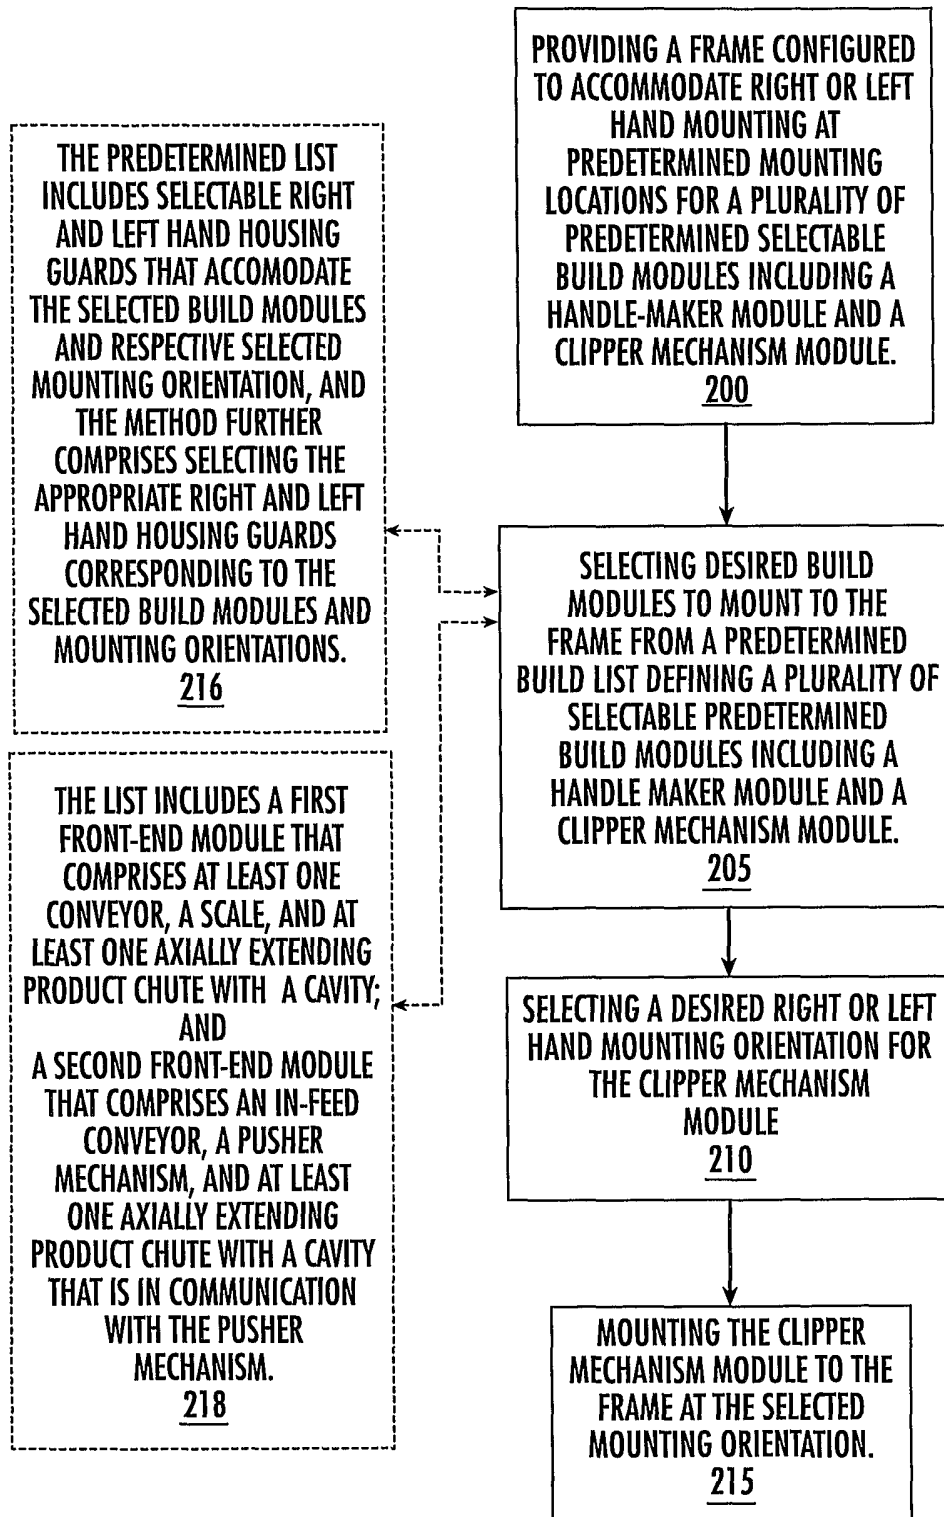 PROVIDING A FRAME CONFIGURED
TO ACCOMMODATE RIGHT OR LEFT
HAND MOUNTING AT
PREDETERMINED MOUNTING
LOCATIONS FOR A PLURALITY OF
PREDETERMINED SELECTABLE
BUILD MODULES INCLUDING A
HANDLE-MAKER MODULE AND A
CLIPPER MECHANISM MODULE.
200
THE PREDETERMINED LIST
INCLUDES SELECTABLE RIGHT
AND LEFT HAND HOUSING
GUARDS THAT ACCOMODATE
THE SELECTED BUILD MODULES
AND RESPECTIVE SELECTED
MOUNTING ORIENTATION, AND
THE METHOD FURTHER
COMPRISES SELECTING THE
APPROPRIATE RIGHT AND LEFT
HAND HOUSING GUARDS
CORRESPONDING TO THE
SELECTED BUILD MODULES AND
MOUNTING ORIENTATIONS.
216
SELECTING DESIRED BUILD
MODULES TO MOUNT TO THE
FRAME FROM A PREDETERMINED
BUILD LIST DEFINING A PLURALITY OF
SELECTABLE PREDETERMINED
BUILD MODULES INCLUDING A
HANDLE MAKER MODULE AND A
CLIPPER MECHANISM MODULE.
205
THE LIST INCLUDES A FIRST
FRONT-END MODULE THAT
COMPRISES AT LEAST ONE
CONVEYOR, A SCALE, AND AT
LEAST ONE AXIALLY EXTENDING
PRODUCT CHUTE WITH A CAVITY;
AND
A SECOND FRONT-END MODULE
THAT COMPRISES AN IN-FEED
CONVEYOR, A PUSHER
MECHANISM, AND AT LEAST
ONE AXIALLY EXTENDING
PRODUCT CHUTE WITH A CAVITY
THAT IS IN COMMUNICATION
WITH THE PUSHER
MECHANISM.
218
SELECTING A DESIRED RIGHT OR LEFT
HAND MOUNTING ORIENTATION FOR
THE CLIPPER MECHANISM
MODULE
210
MOUNTING THE CLIPPER
MECHANISM MODULE TO THE
FRAME AT THE SELECTED
MOUNTING ORIENTATION.
215